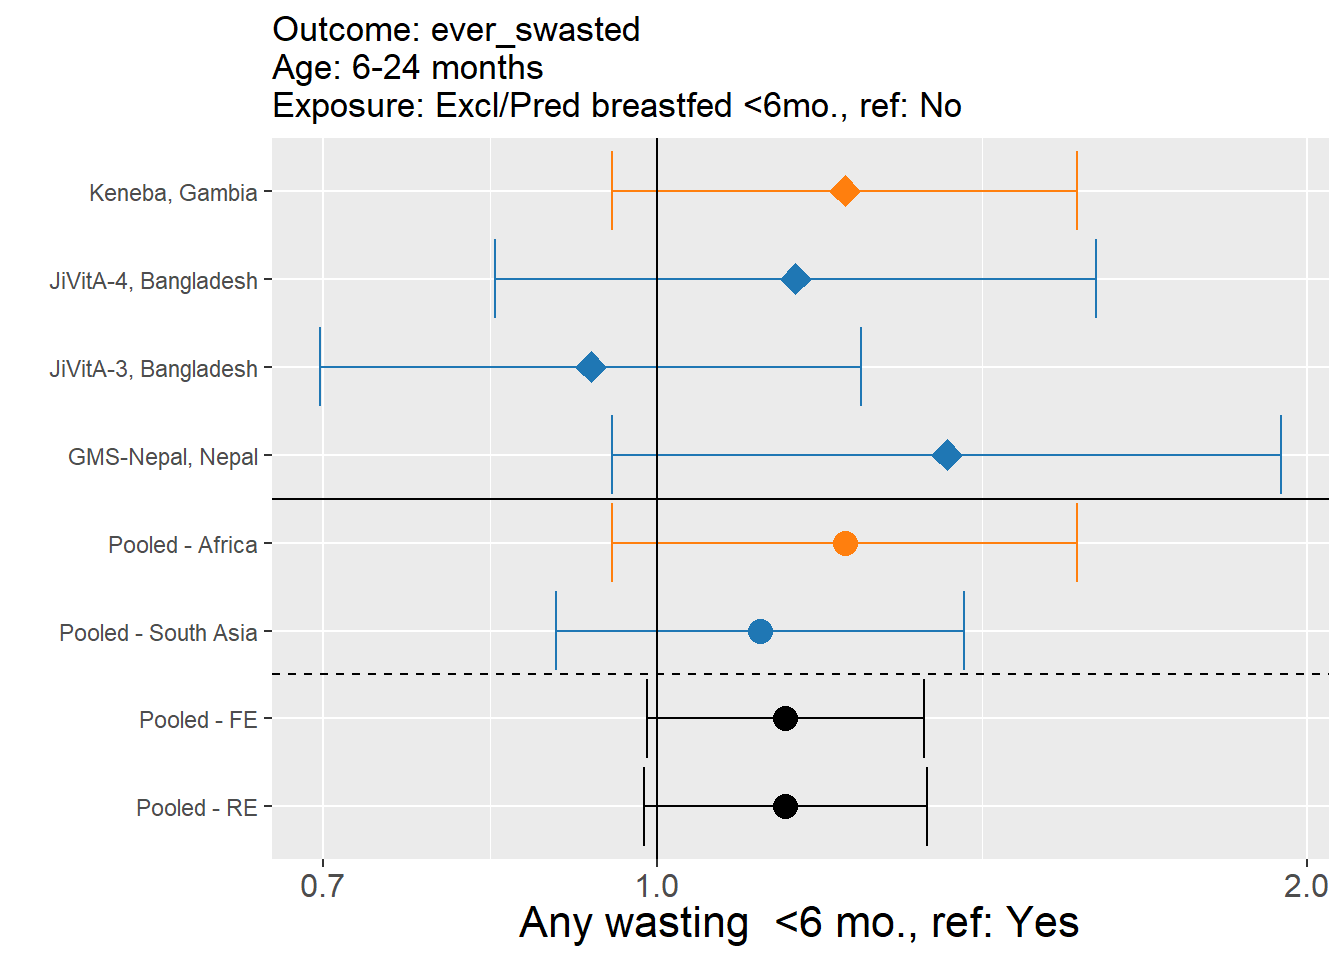 Outcome: ever_swasted
Age: 6-24 months
Exposure: Excl/Pred breastfed <6mo., ref: No
Keneba, Gambia
JiVitA-4, Bangladesh
JiVitA-3, Bangladesh
GMS-Nepal, Nepal
Pooled - Africa
Pooled - South Asia
Pooled - FE
Pooled - RE
0.7 1.0 2.0
Any wasting  <6 mo., ref: Yes